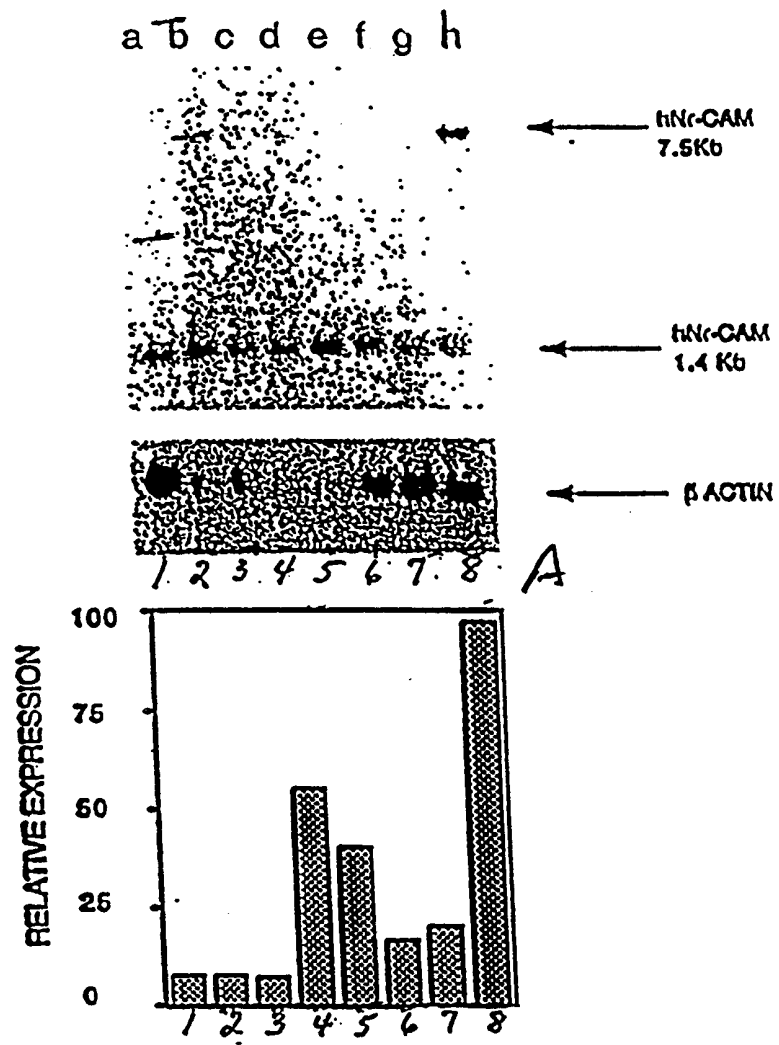 a b c d e f g h
hNr-CAM
7.5Kb
hNr-CAM
1.4 Kb
β ACTIN
1 2 3 4 5 6 7 8 A
RELATIVE EXPRESSION
100
75
50
25
0
1 2 3 4 5 6 7 8